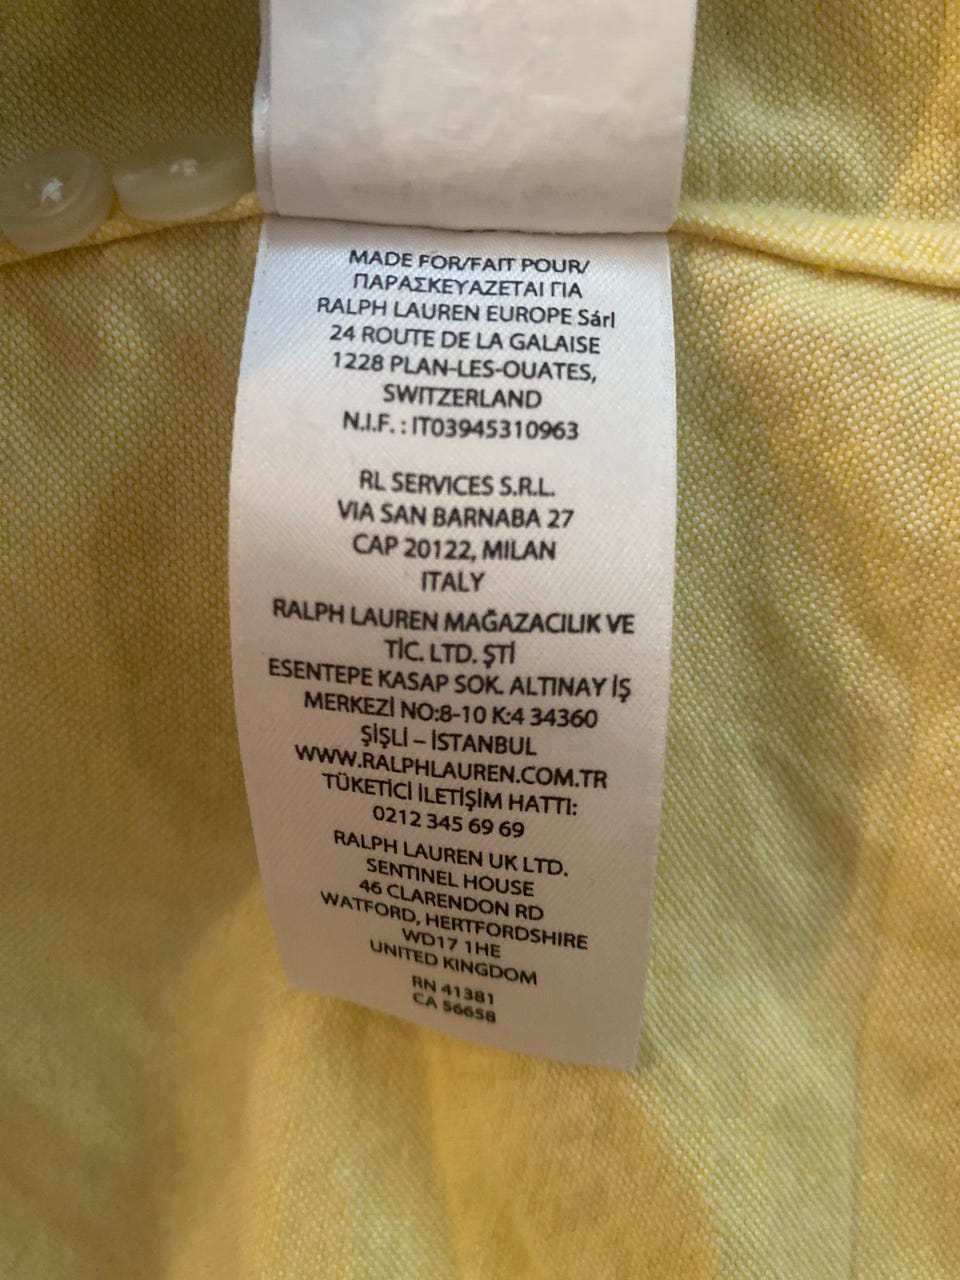 MADE FOR/FAIT POUR/
ΠΑΡΑΣΚΕΥΑΖΕΤΑΙ ΓΙΑ
RALPH LAUREN EUROPE Sárl
24 ROUTE DE LA GALAISE
1228 PLAN-LES-OUATES,
SWITZERLAND
N.I.F. : IT03945310963
RL SERVICES S.R.L.
VIA SAN BARNABA 27
CAP 20122, MILAN
ITALY
RALPH LAUREN MAĞAZACILIK VE
TİC. LTD. ŞTİ
ESENTEPE KASAP SOK. ALTINAY İŞ
MERKEZİ NO:8-10 K:4 34360
ŞİŞLİ – İSTANBUL
WWW.RALPHLAUREN.COM.TR
TÜKETİCİ İLETİŞİM HATTI:
0212 345 69 69
RALPH LAUREN UK LTD.
SENTINEL HOUSE
46 CLARENDON RD
WATFORD, HERTFORDSHIRE
WD17 1HE
UNITED KINGDOM
RN 41381
CA 56658